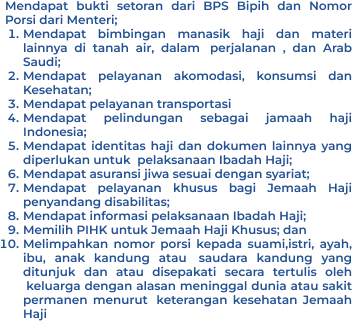 Mendapat bukti setoran dari BPS Bipih dan Nomor
Porsi dari Menteri;
1. Mendapat bimbingan manasik haji dan materi
lainnya di tanah air, dalam perjalanan , dan Arab
Saudi;
2. Mendapat pelayanan akomodasi, konsumsi dan
Kesehatan;
3. Mendapat pelayanan transportasi
4. Mendapat pelindungan sebagai jamaah haji
Indonesia;
5. Mendapat identitas haji dan dokumen lainnya yang
diperlukan untuk pelaksanaan Ibadah Haji;
6. Mendapat asuransi jiwa sesuai dengan syariat;
7. Mendapat pelayanan khusus bagi Jemaah Haji
penyandang disabilitas;
8. Mendapat informasi pelaksanaan Ibadah Haji;
9. Memilih PIHK untuk Jemaah Haji Khusus; dan
10. Melimpahkan nomor porsi kepada suami,istri, ayah,
ibu, anak kandung atau saudara kandung yang
ditunjuk dan atau disepakati secara tertulis oleh
keluarga dengan alasan meninggal dunia atau sakit
permanen menurut keterangan kesehatan Jemaah
Haji